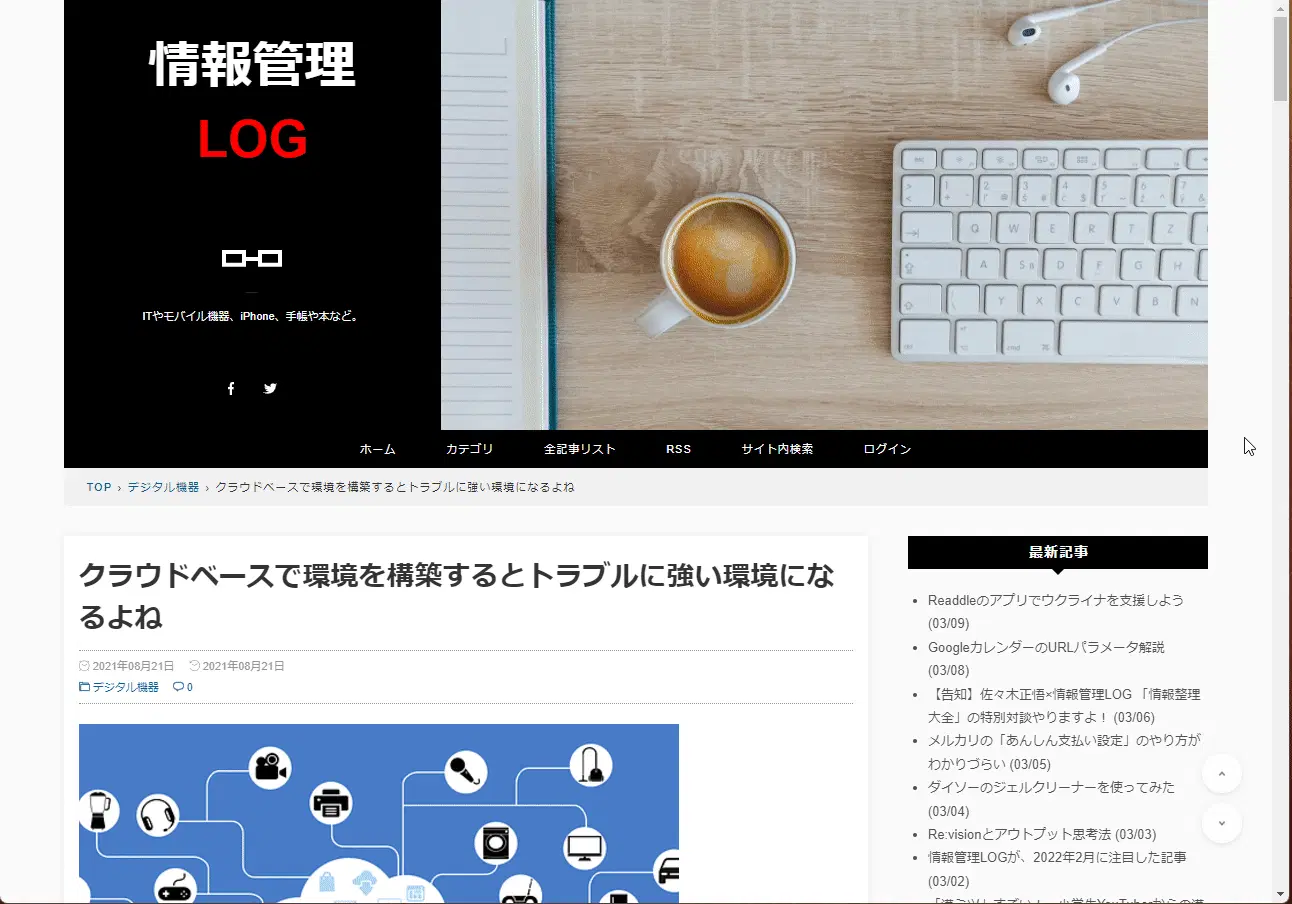 情報管理
LOG
ITやモバイル機器、iPhone、手帳や本など。
ホーム カテゴリ 全記事リスト RSS サイト内検索 ログイン
TOP › デジタル機器 › クラウドベースで環境を構築するとトラブルに強い環境になるよね
クラウドベースで環境を構築するとトラブルに強い環境にな
るよね
2021年08月21日 2021年08月21日
デジタル機器 0
最新記事
Readdleのアプリでウクライナを支援しよう
(03/09)
GoogleカレンダーのURLパラメータ解説
(03/08)
【告知】佐々木正悟×情報管理LOG 「情報整理
大全」の特別対談やりますよ！ (03/06)
メルカリの「あんしん支払い設定」のやり方が
わかりづらい (03/05)
ダイソーのジェルクリーナーを使ってみた
(03/04)
Re:visionとアウトプット思考法 (03/03)
情報管理LOGが、2022年2月に注目した記事
(03/02)